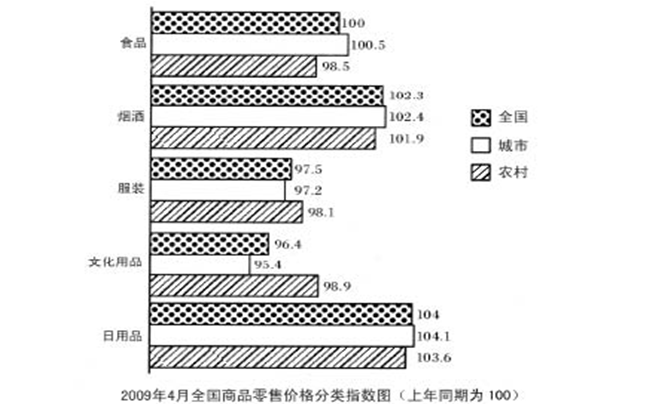 食品
100
100.5
98.5
烟酒
102.3
102.4
101.9
服装
97.5
97.2
98.1
文化用品
96.4
95.4
98.9
日用品
104
104.1
103.6
全国
城市
农村
2009年4月全国商品零售价格分类指数图（上年同期为100）